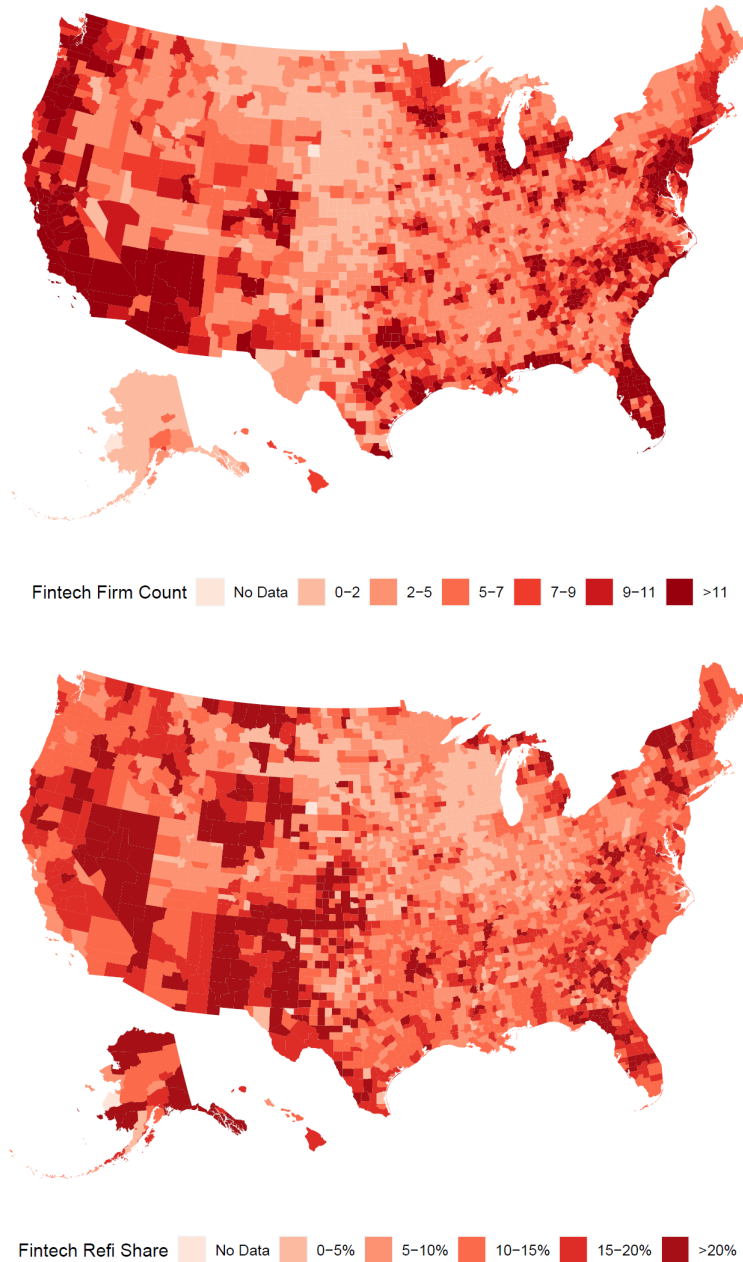 Fintech Firm Count No Data 0−2 2−5 5−7 7−9 9−11 >11
Fintech Refi Share No Data 0−5% 5−10% 10−15% 15−20% >20%